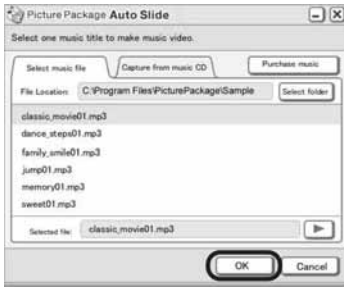 Picture Package Auto Slide
Select one music title to make music video.
Select music file Capture from music CD Purchase music
File Location: C:\Program Files\PicturePackage\Sample Select folder
classic_movie01.mp3
dance_steps01.mp3
family_smile01.mp3
jump01.mp3
memory01.mp3
sweet01.mp3
Selected file: classic_movie01.mp3
OK Cancel